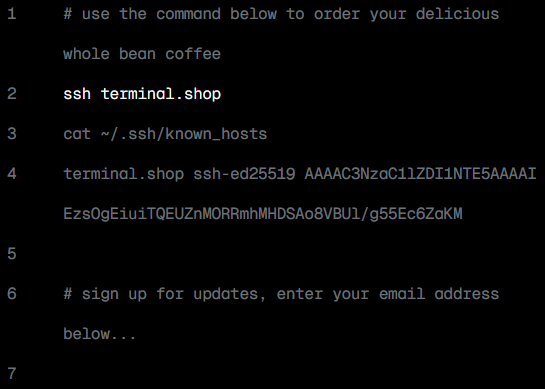 1 # use the command below to order your delicious
whole bean coffee
2 ssh terminal.shop
3 cat ~/.ssh/known_hosts
4 terminal.shop ssh-ed25519 AAAAC3NzaC1lZDI1NTE5AAAAI
EzsOgEiuiTQEUZnMORRmhMHDSAo8VBUl/g55Ec6ZaKM
5
6 # sign up for updates, enter your email address
below...
7